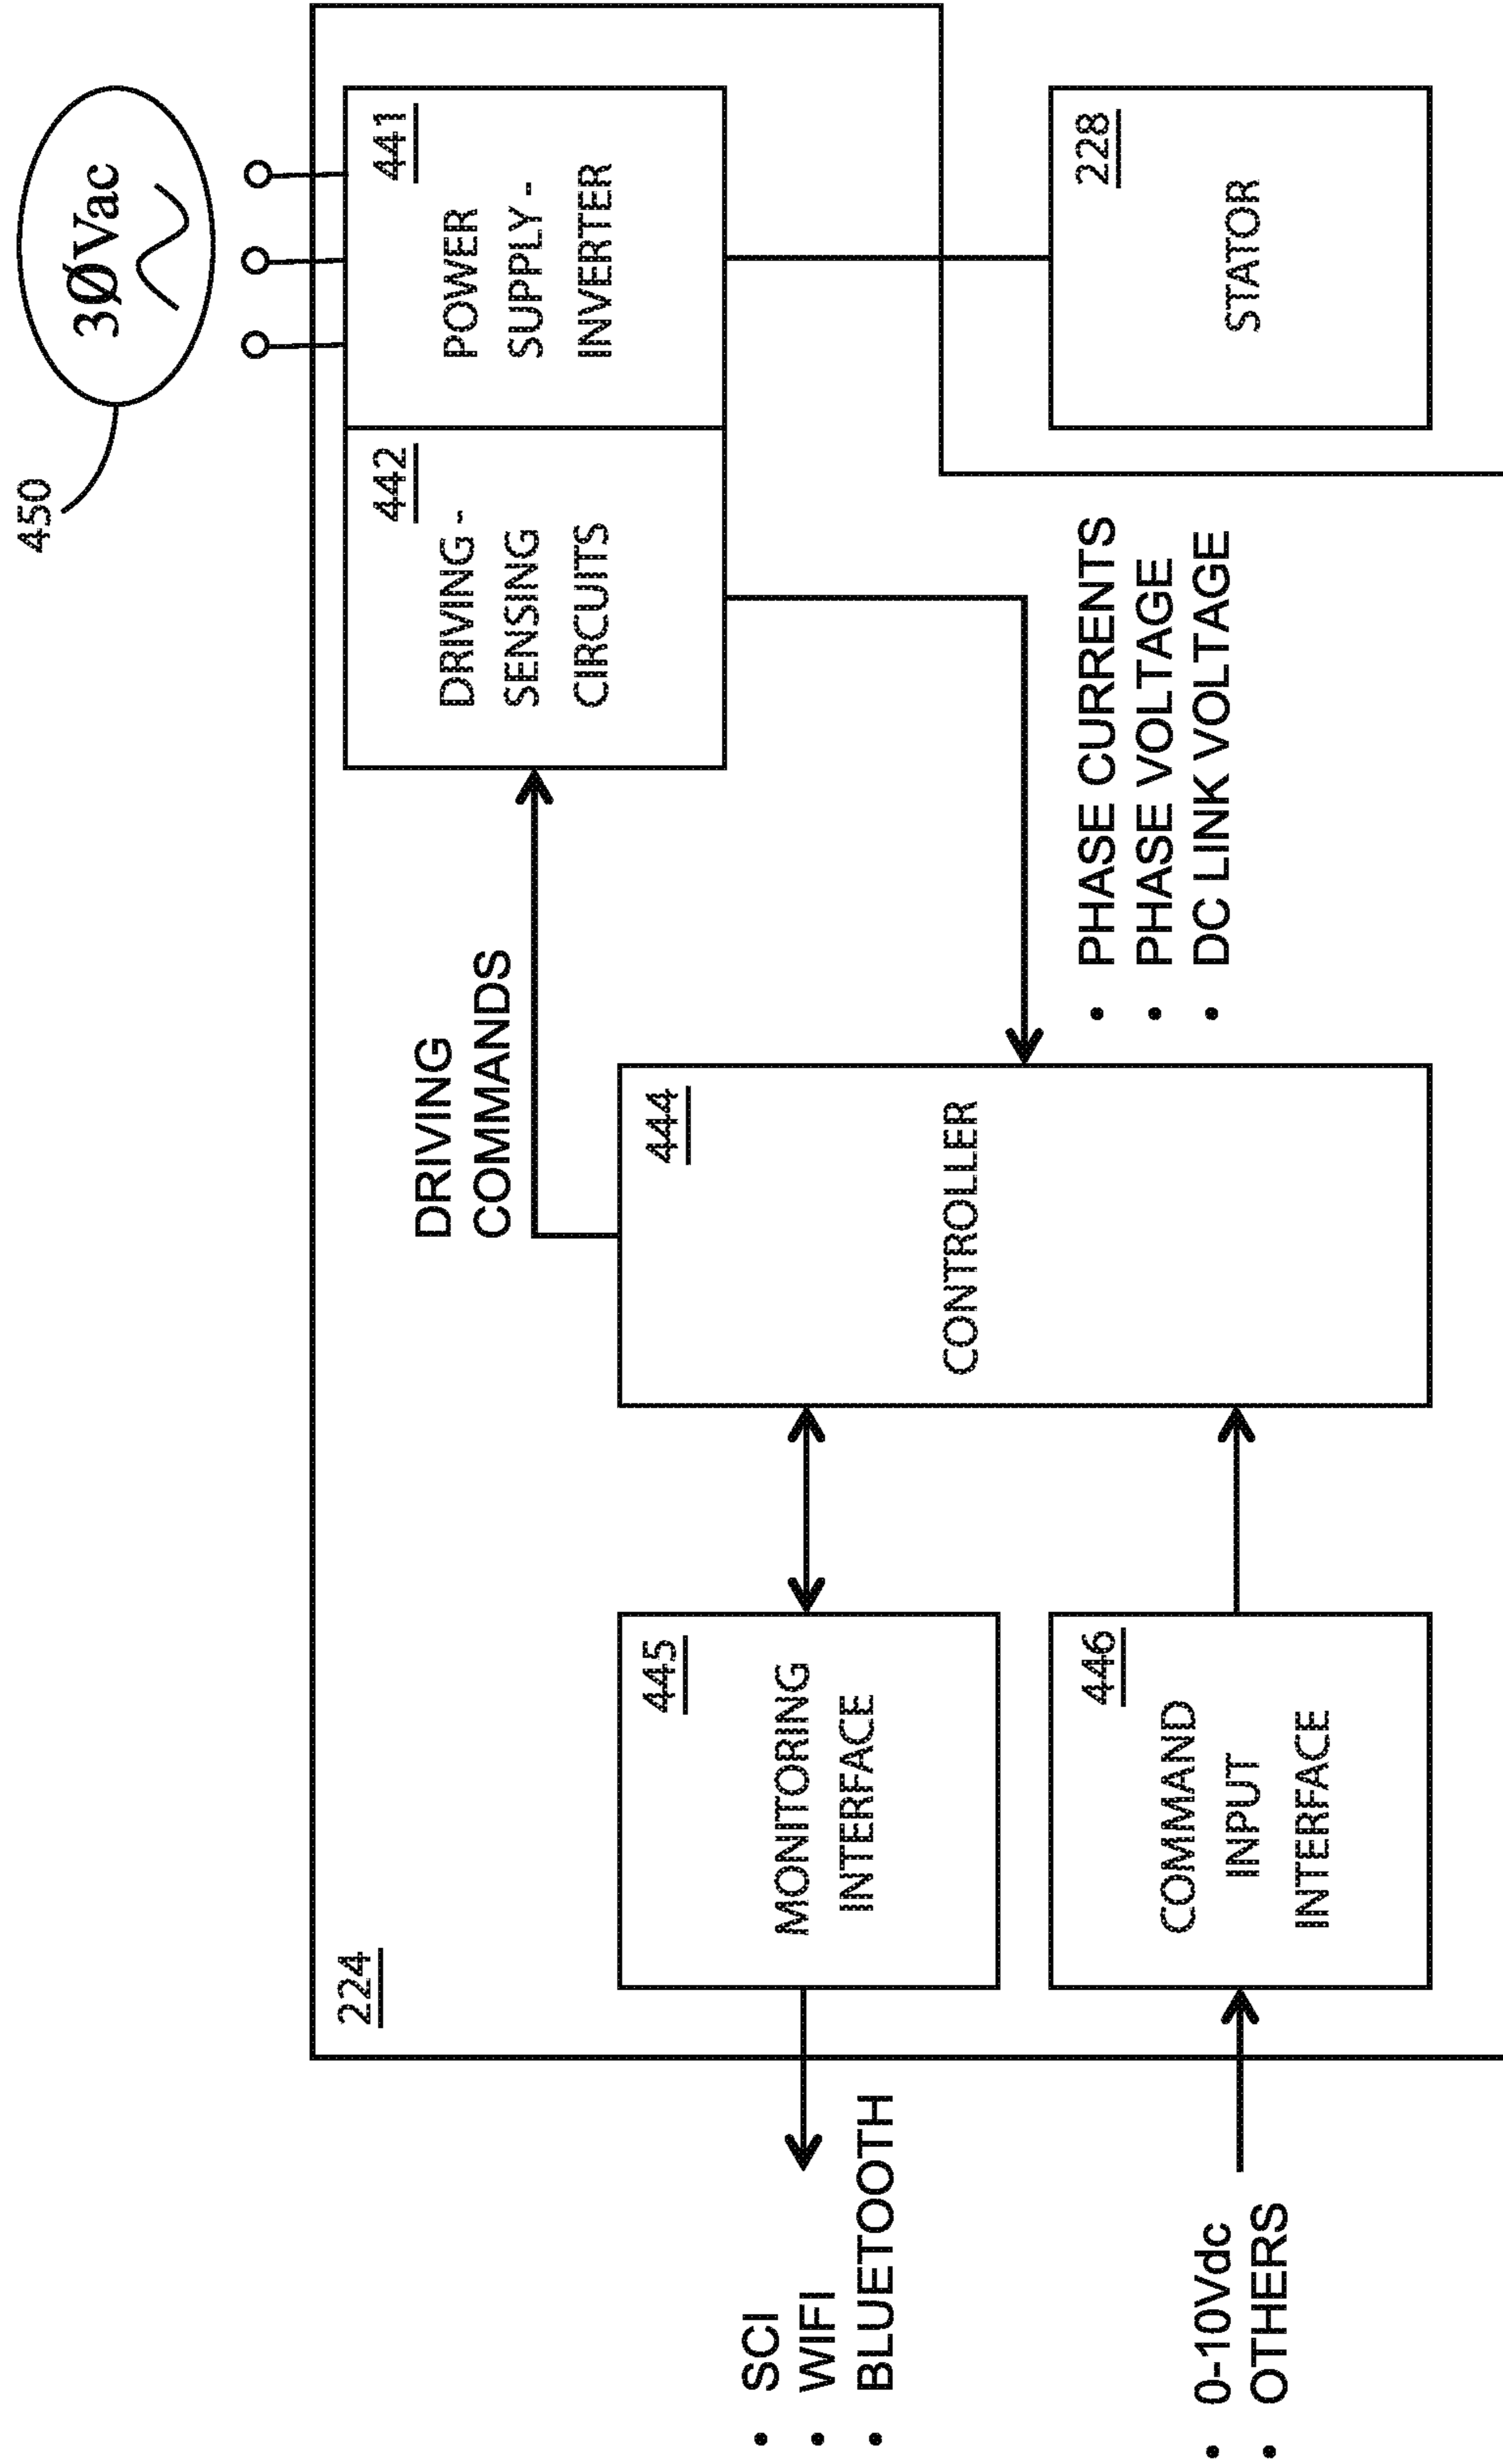 450
3ØVac
224
441
POWER
SUPPLY -
INVERTER
442
DRIVING -
SENSING
CIRCUITS
DRIVING
COMMANDS
444
CONTROLLER
445
MONITORING
INTERFACE
446
COMMAND
INPUT
INTERFACE
228
STATOR
• PHASE CURRENTS
• PHASE VOLTAGE
• DC LINK VOLTAGE
• SCI
• WIFI
• BLUETOOTH
• 0-10Vdc
• OTHERS